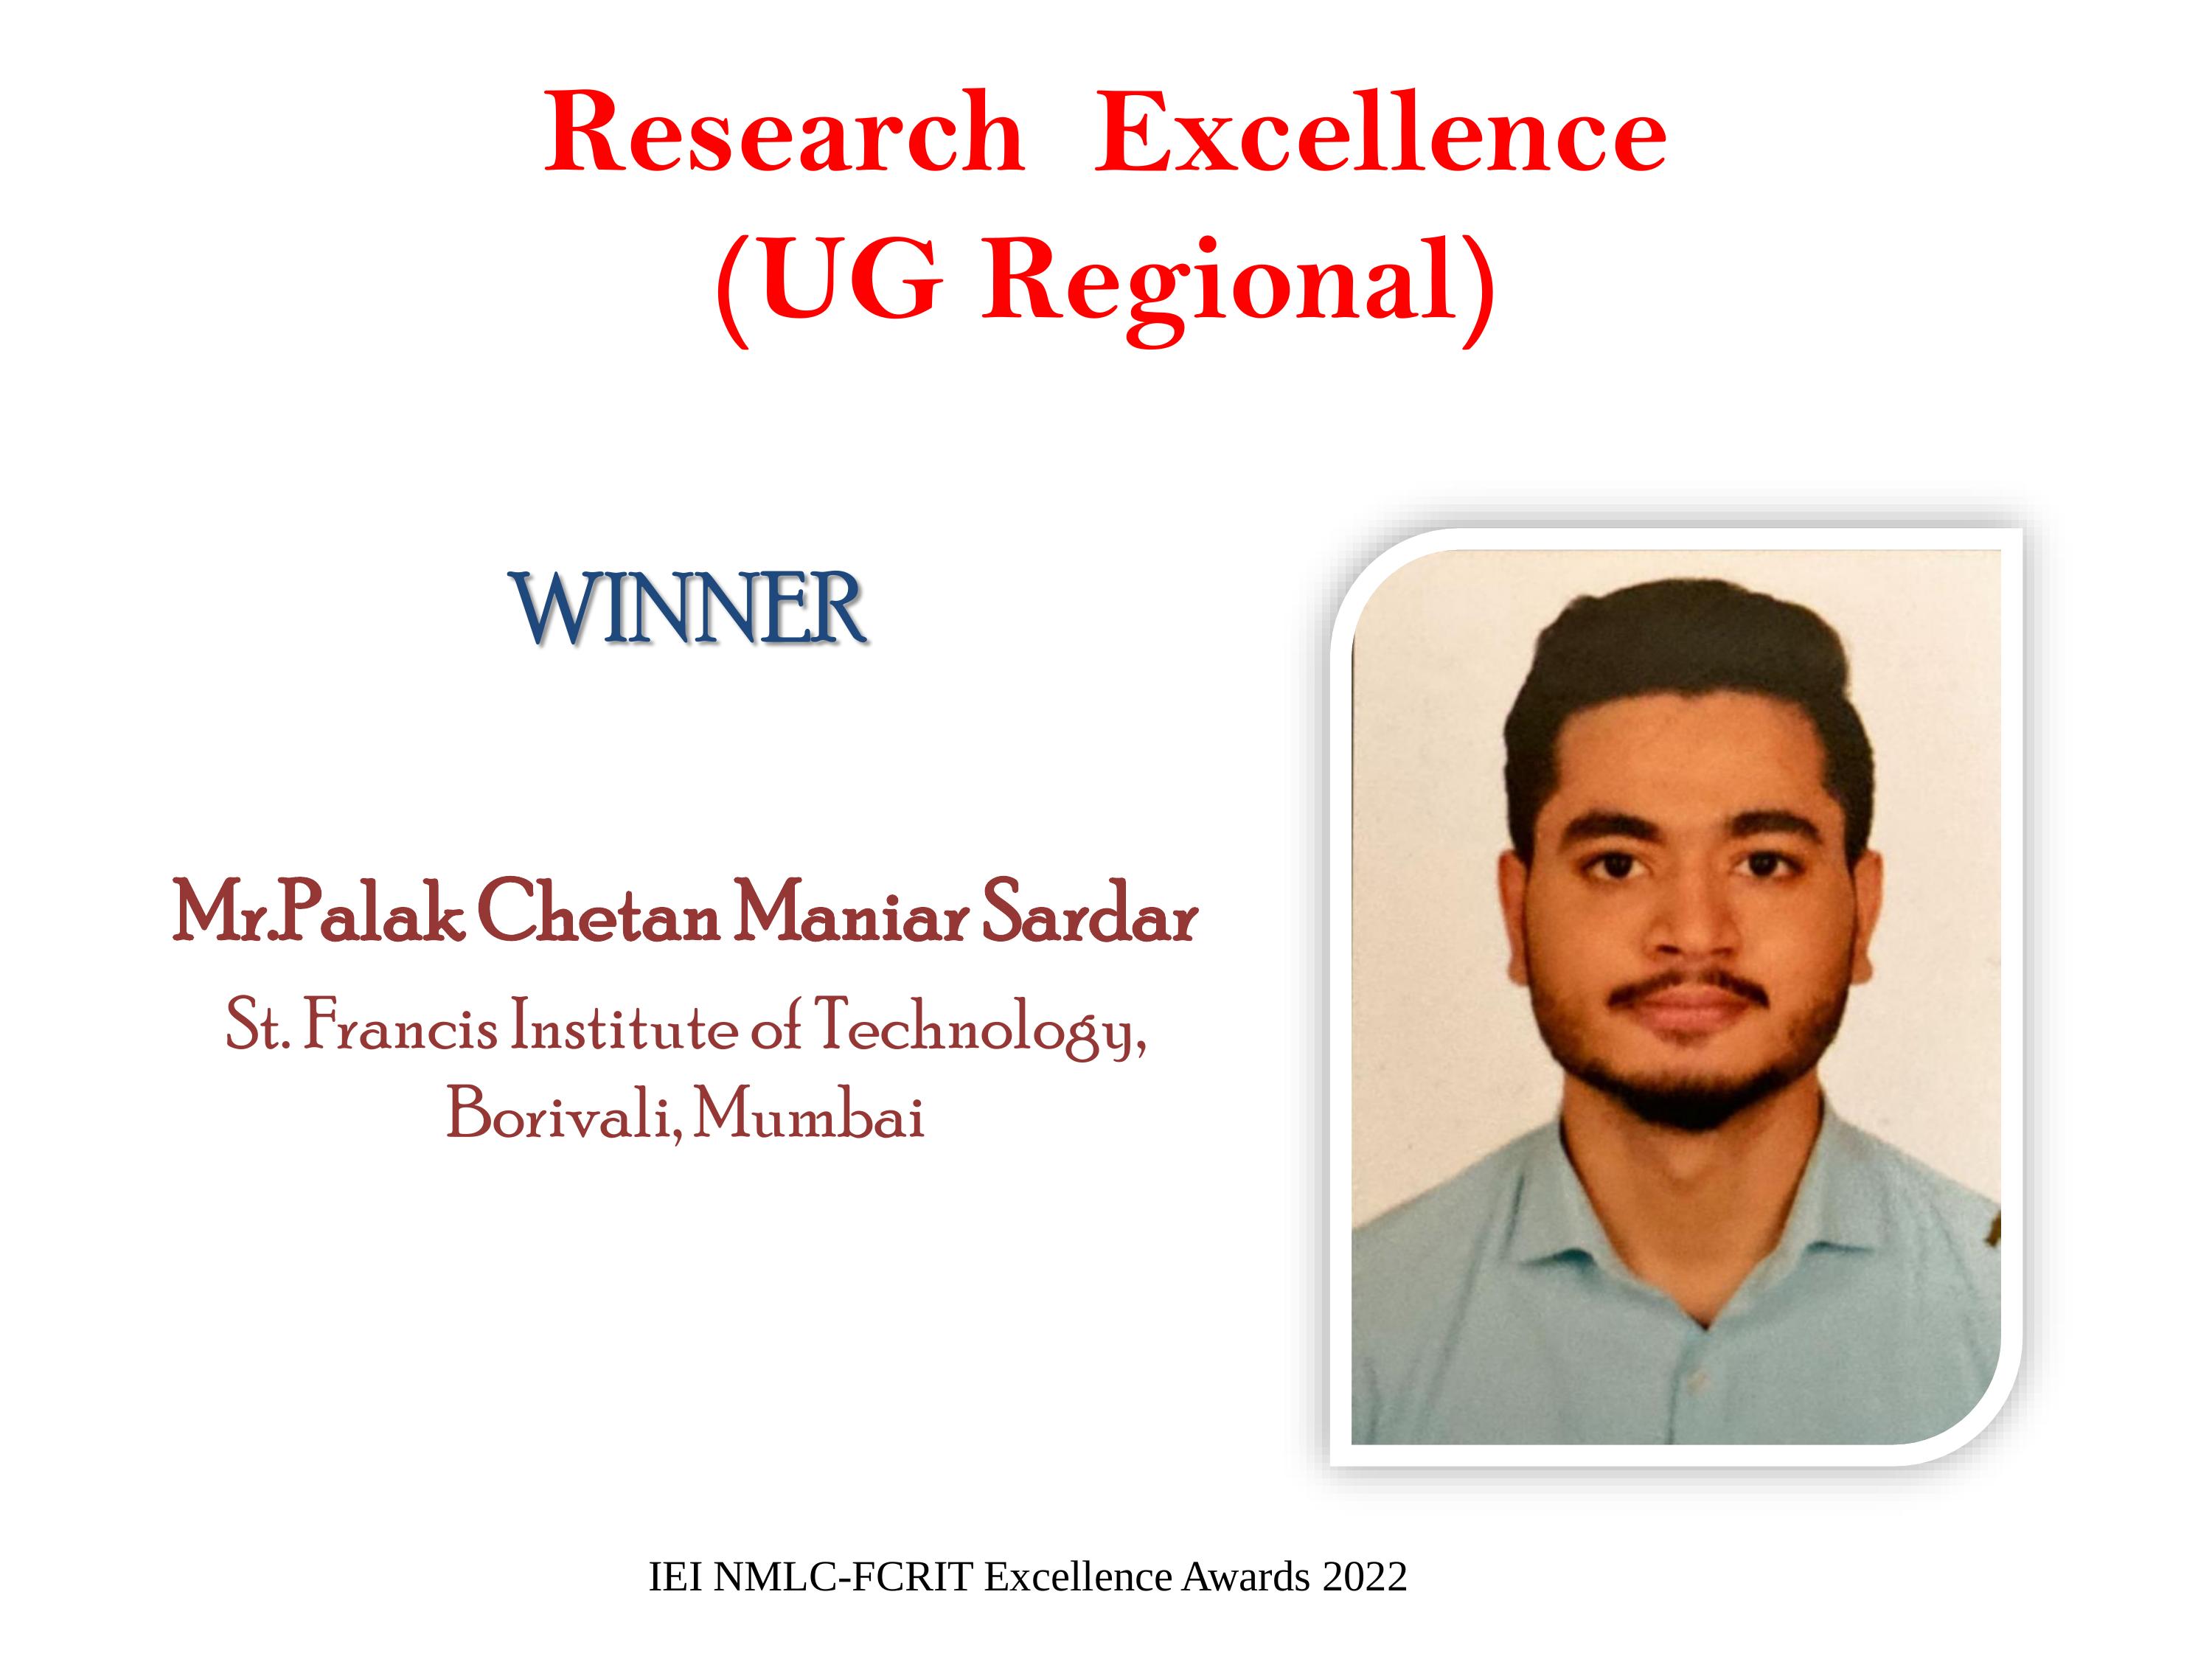 Research Excellence
(UG Regional)
WINNER
Mr.Palak Chetan Maniar Sardar
St. Francis Institute of Technology,
Borivali, Mumbai
IEI NMLC-FCRIT Excellence Awards 2022